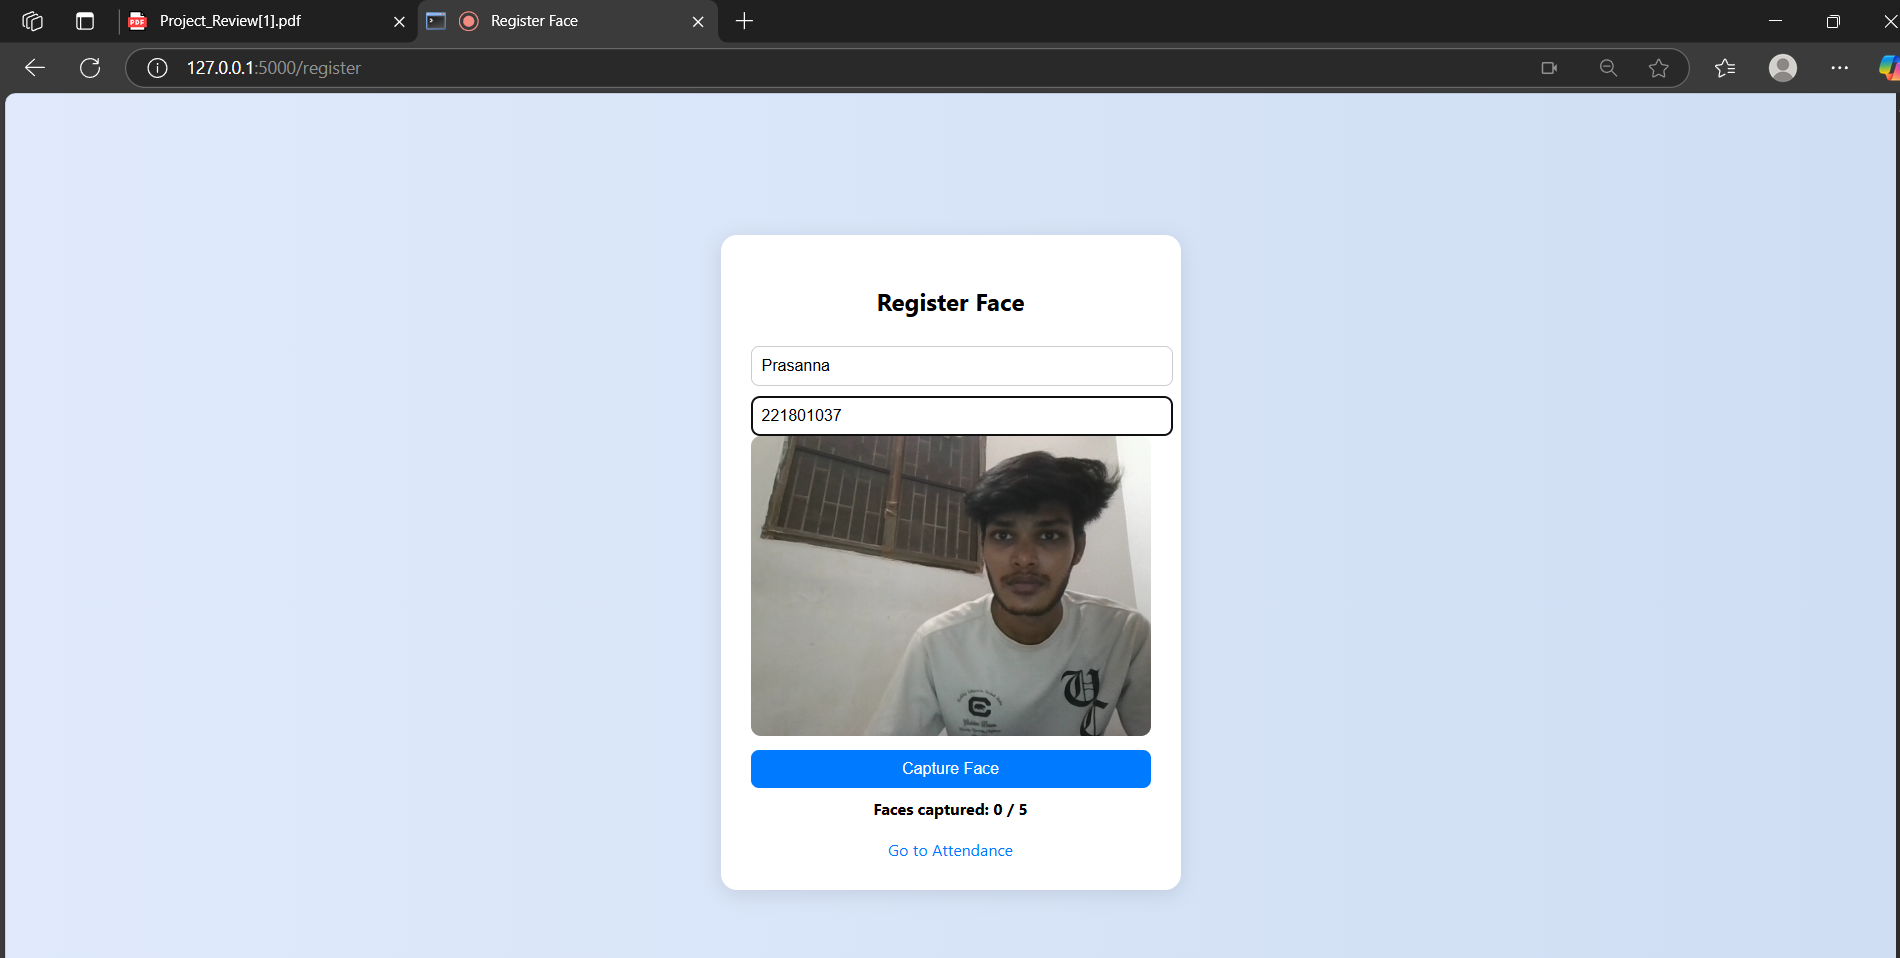 Project_Review[1].pdf
Register Face
127.0.0.1:5000/register
Register Face
Prasanna
221801037
Capture Face
Faces captured: 0 / 5
Go to Attendance